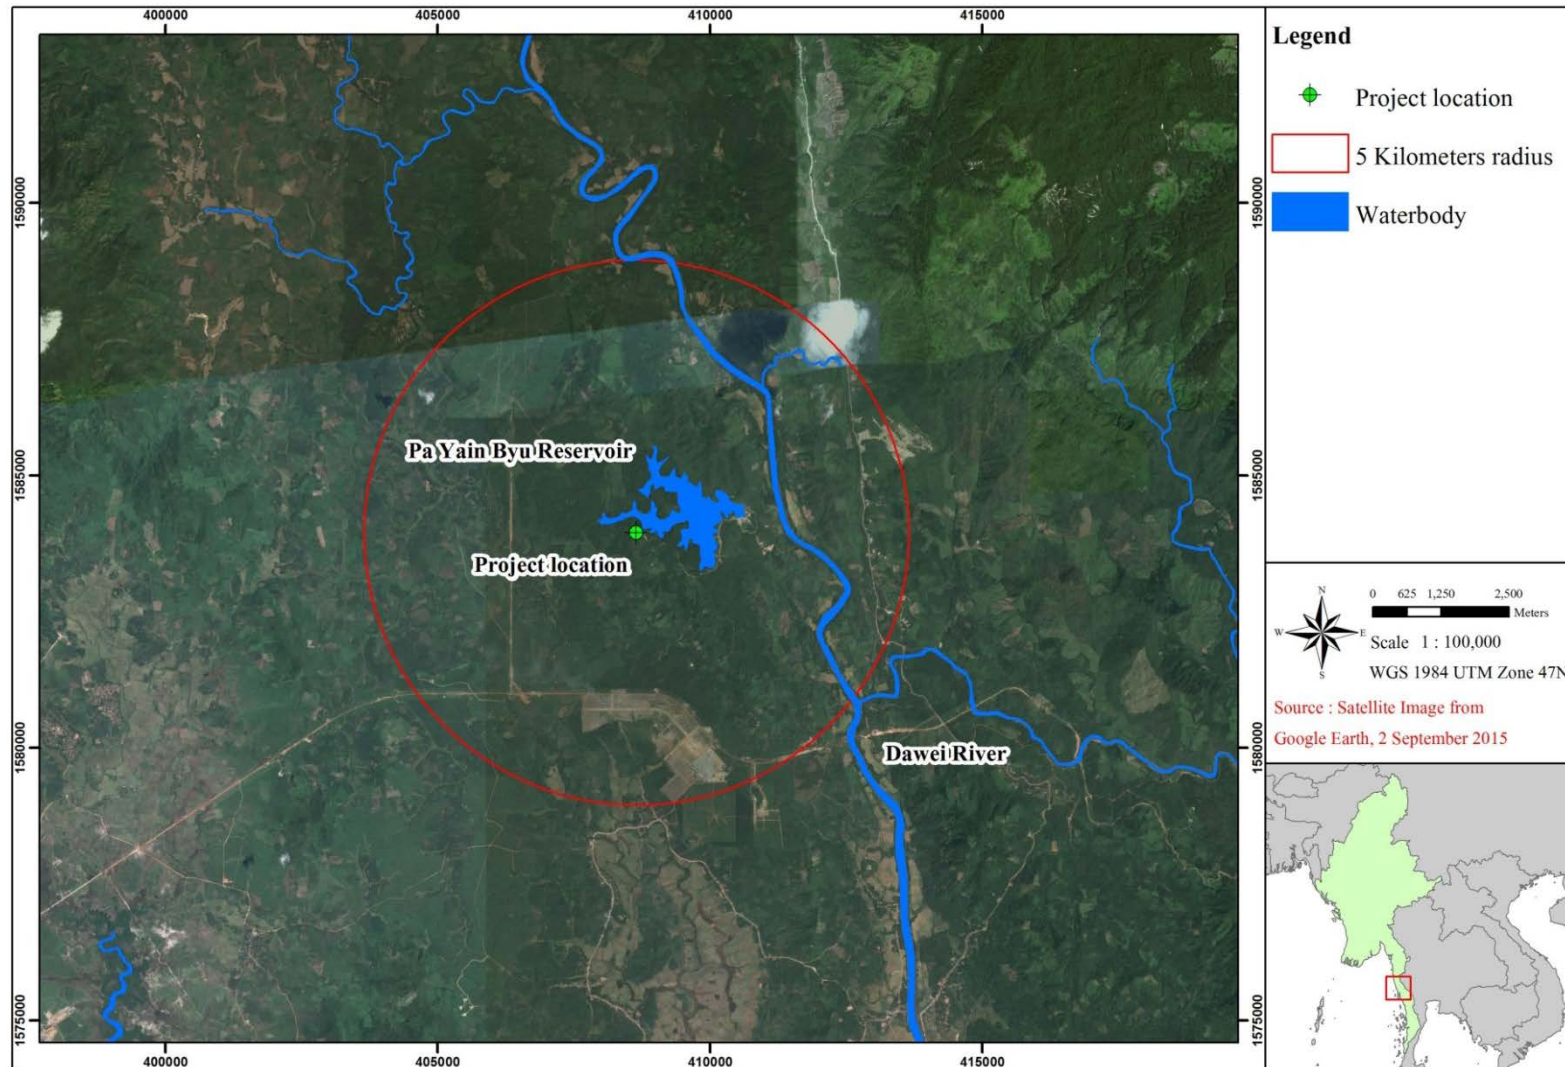 400000 405000 410000 415000
1590000 1590000
1585000 1585000
1580000 1580000
1575000 1575000
Pa Yain Byu Reservoir
Project location
Dawei River
400000 405000 410000 415000
Legend
Project location
5 Kilometers radius
Waterbody
N
W E
S
0 625 1,250 2,500
Meters
Scale 1 : 100,000
WGS 1984 UTM Zone 47N
Source : Satellite Image from
Google Earth, 2 September 2015